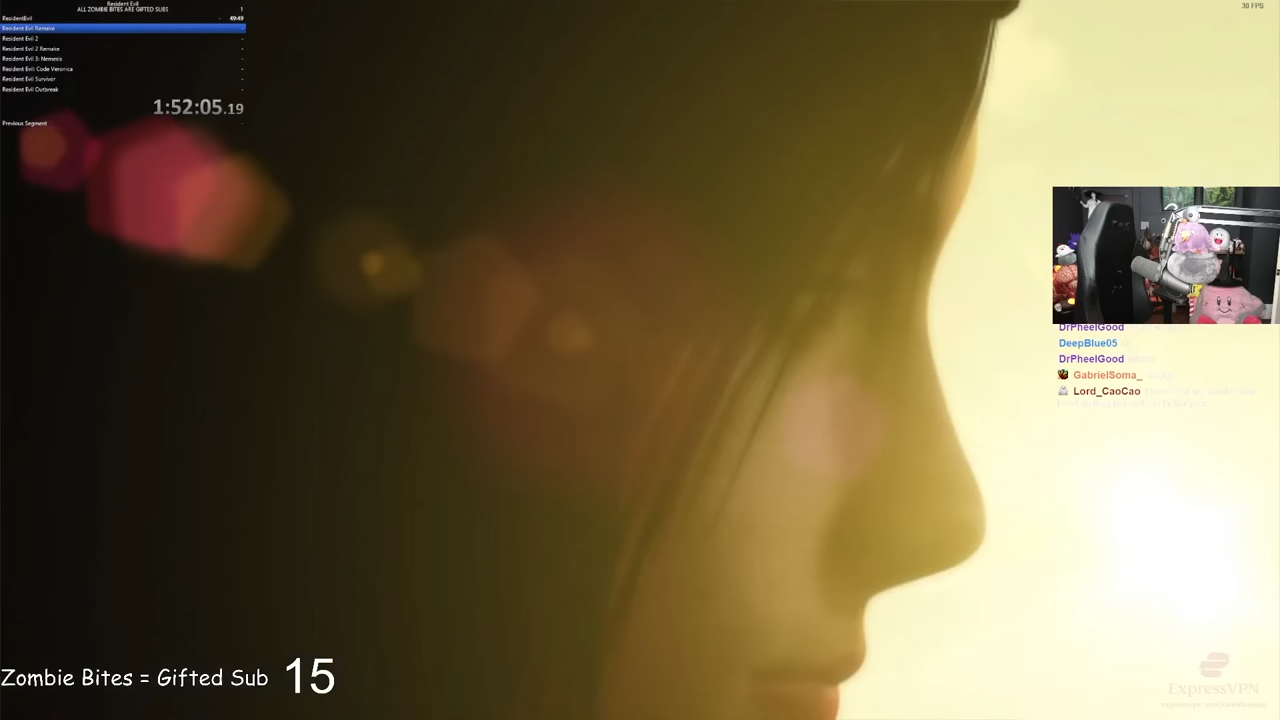 Resident Evil
ALL ZOMBIE BITES ARE GIFTED SUBS 1
ResidentEvil - 49:49
Resident Evil Remake -
Resident Evil 2 -
Resident Evil 2 Remake -
Resident Evil 3: Nemesis -
Resident Evil: Code Veronica -
Resident Evil Survivor -
Resident Evil Outbreak -
1:52:05.19
Previous Segment -
30 FPS
DrPheelGood
DeepBlue05
DrPheelGood
GabrielSoma_
Lord_CaoCao
Zombie Bites = Gifted Sub 15
ExpressVPN